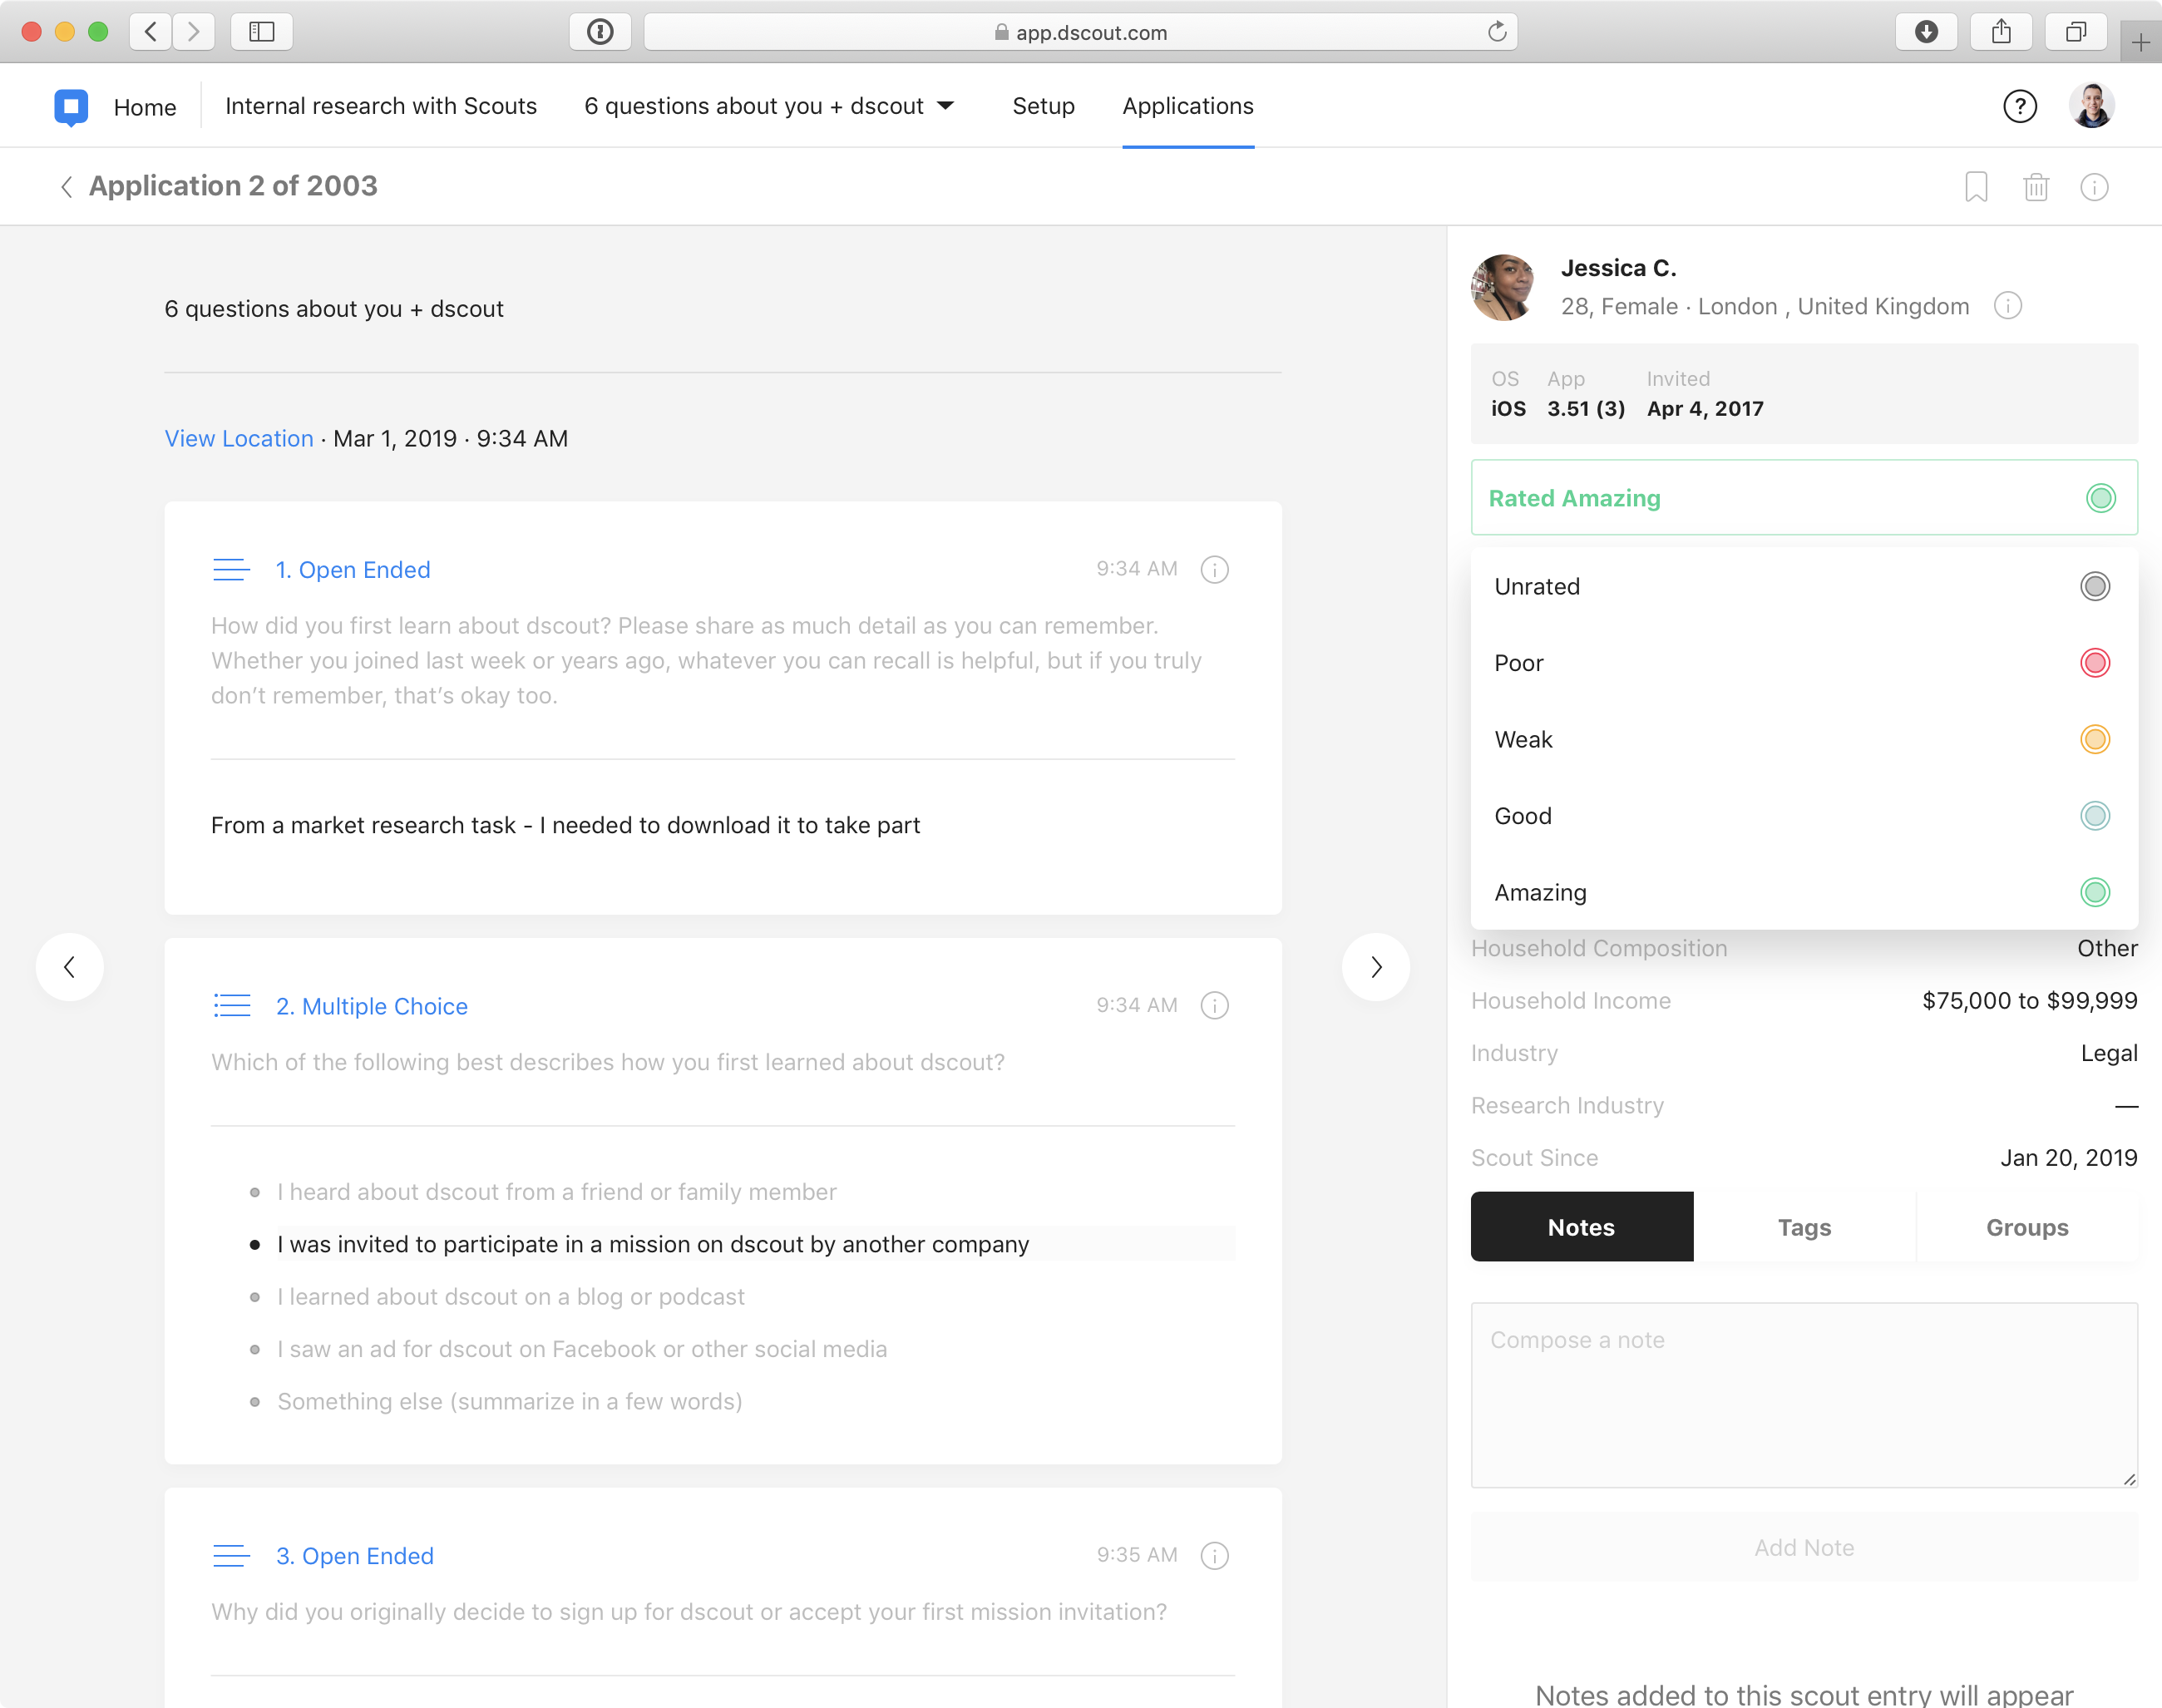 app.dscout.com
Home
Internal research with Scouts
6 questions about you + dscout
Setup
Applications
?
Application 2 of 2003
6 questions about you + dscout
View Location · Mar 1, 2019 · 9:34 AM
1. Open Ended
9:34 AM
How did you first learn about dscout? Please share as much detail as you can remember.
Whether you joined last week or years ago, whatever you can recall is helpful, but if you truly
don’t remember, that’s okay too.
From a market research task - I needed to download it to take part
2. Multiple Choice
9:34 AM
Which of the following best describes how you first learned about dscout?
I heard about dscout from a friend or family member
I was invited to participate in a mission on dscout by another company
I learned about dscout on a blog or podcast
I saw an ad for dscout on Facebook or other social media
Something else (summarize in a few words)
3. Open Ended
9:35 AM
Why did you originally decide to sign up for dscout or accept your first mission invitation?
Jessica C.
28, Female · London , United Kingdom
OS App Invited
iOS 3.51 (3) Apr 4, 2017
Rated Amazing
Unrated
Poor
Weak
Good
Amazing
Household Composition Other
Household Income $75,000 to $99,999
Industry Legal
Research Industry —
Scout Since Jan 20, 2019
Notes Tags Groups
Compose a note
Add Note
Notes added to this scout entry will appear